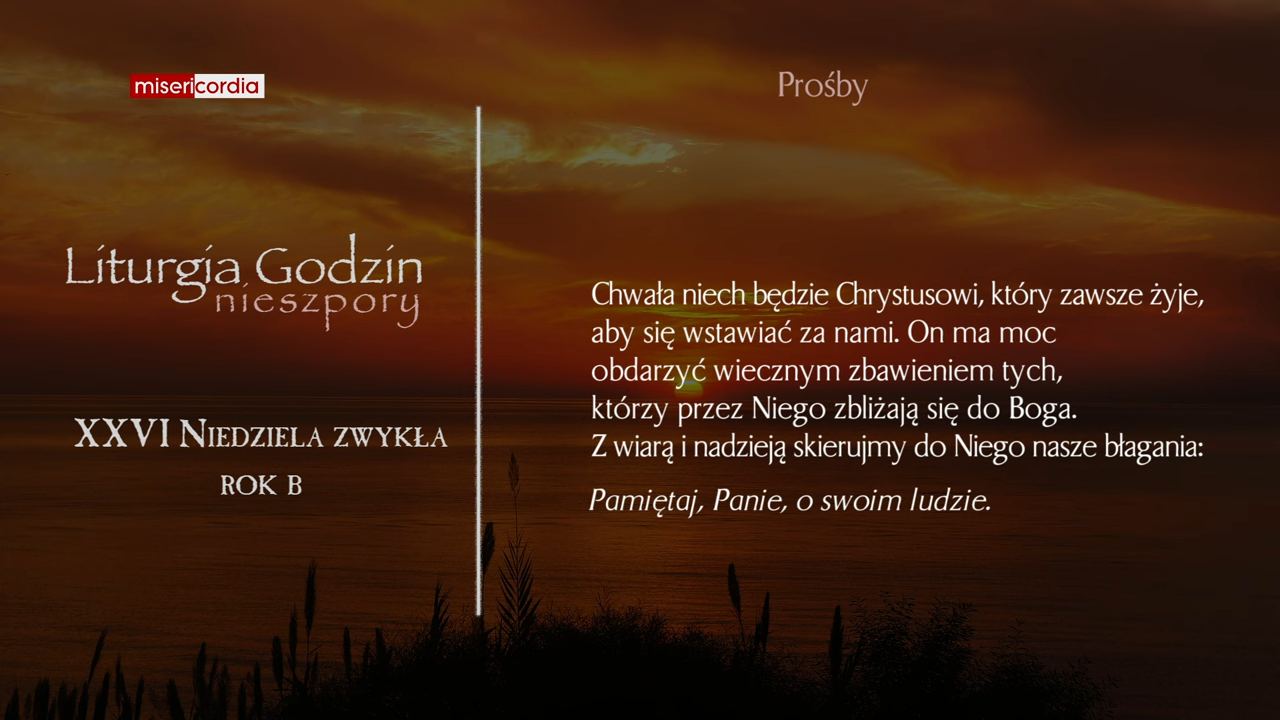 misericordia
Liturgia Godzin
nieszpory
XXVI Niedziela zwykła
rok B
Prośby
Chwała niech będzie Chrystusowi, który zawsze żyje,
aby się wstawiać za nami. On ma moc
obdarzyć wiecznym zbawieniem tych,
którzy przez Niego zbliżają się do Boga.
Z wiarą i nadzieją skierujmy do Niego nasze błagania:
Pamiętaj, Panie, o swoim ludzie.